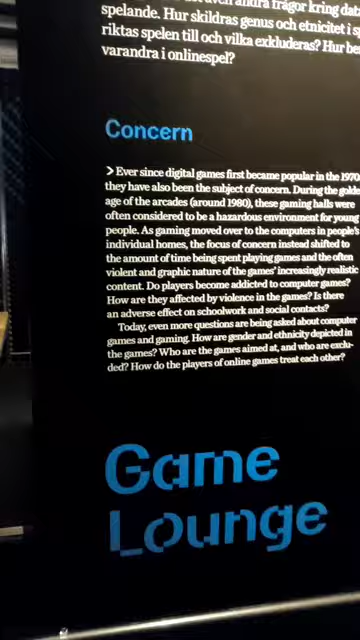 även andra frågor kring
spelande. Hur skildras genus och etnicitet i
riktas spelen till och vilka exkluderas? Hur
varandra i onlinespel?
Concern
> Ever since digital games first became popular in the 1970
they have also been the subject of concern. During the golde
age of the arcades (around 1980), these gaming halls were
often considered to be a hazardous environment for young
people. As gaming moved over to the computers in people's
individual homes, the focus of concern instead shifted to
the amount of time being spent playing games and the often
violent and graphic nature of the games' increasingly realistic
content. Do players become addicted to computer games?
How are they affected by violence in the games? Is there
an adverse effect on schoolwork and social contacts?
Today, even more questions are being asked about computer
games and gaming. How are gender and ethnicity depicted in
the games? Who are the games aimed at, and who are exclu-
ded? How do the players of online games treat each other?
Game
Lounge